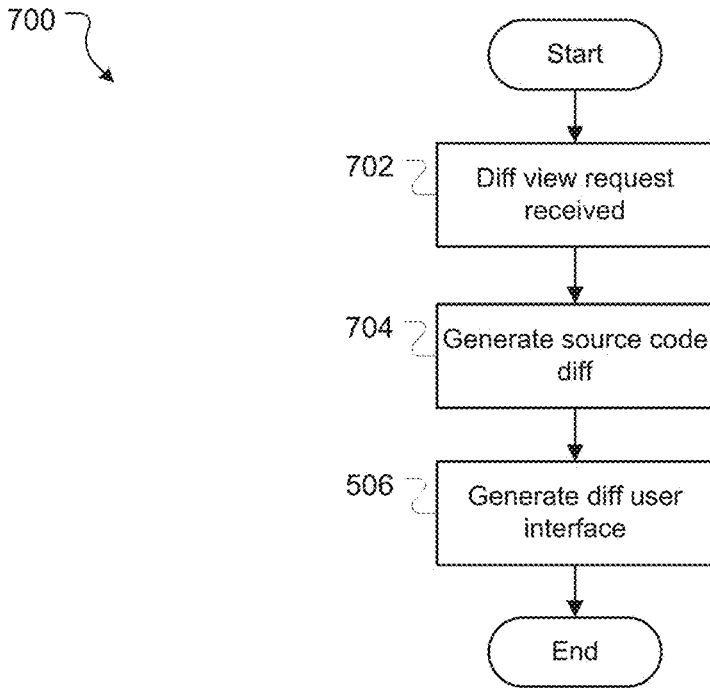 700
Start
702
Diff view request
received
704
Generate source code
diff
506
Generate diff user
interface
End